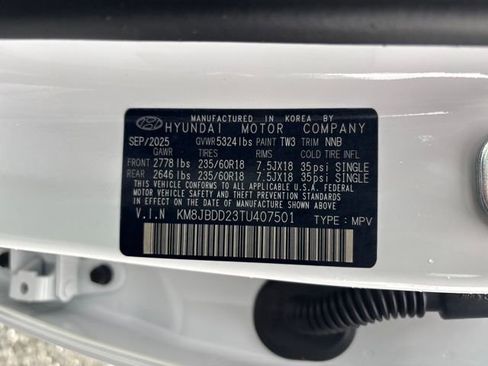 MANUFACTURED IN KOREA BY
HYUNDAI MOTOR COMPANY
SEP/2025 GVWR 5324lbs PAINT TW3 TRIM NNB
GAWR TIRES RIMS COLD TIRE INFL
FRONT 2778 lbs 235/60R18 7.5JX18 35psi SINGLE
REAR 2646 lbs 235/60R18 7.5JX18 35psi SINGLE
THIS VEHICLE CONFORMS TO ALL APPLICABLE U.S.A. FEDERAL
MOTOR VEHICLE SAFETY AND THEFT PREVENTION STANDARDS IN
EFFECT ON THE DATE OF MANUFACTURE SHOWN ABOVE.
V.I.N KM8JBDD23TU407501 TYPE : MPV